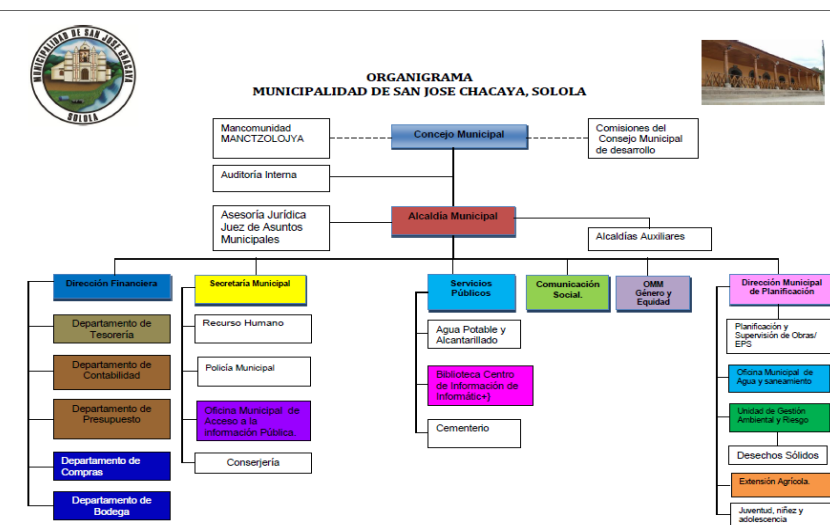 MUNICIPALIDAD DE SAN JOSE CHACAYA
SOLOLA
ORGANIGRAMA
MUNICIPALIDAD DE SAN JOSE CHACAYA, SOLOLA
Mancomunidad
MANCTZOLOJYA
Concejo Municipal
Comisiones del
Consejo Municipal
de desarrollo
Auditoría Interna
Asesoría Jurídica
Juez de Asuntos
Municipales
Alcaldía Municipal
Alcaldías Auxiliares
Dirección Financiera
Secretaría Municipal
Servicios
Públicos
Comunicación
Social.
OMM
Género y
Equidad
Dirección Municipal
de Planificación
Departamento de
Tesorería
Departamento de
Contabilidad
Departamento de
Presupuesto
Departamento de
Compras
Departamento de
Bodega
Recurso Humano
Policía Municipal
Oficina Municipal de
Acceso a la
información Pública.
Conserjería
Agua Potable y
Alcantarillado
Biblioteca Centro
de Información de
Informátic+)
Cementerio
Planificación y
Supervisión de Obras/
EPS
Oficina Municipal de
Agua y saneamiento
Unidad de Gestión
Ambiental y Riesgo
Desechos Sólidos
Extensión Agrícola.
Juventud, niñez y
adolescencia